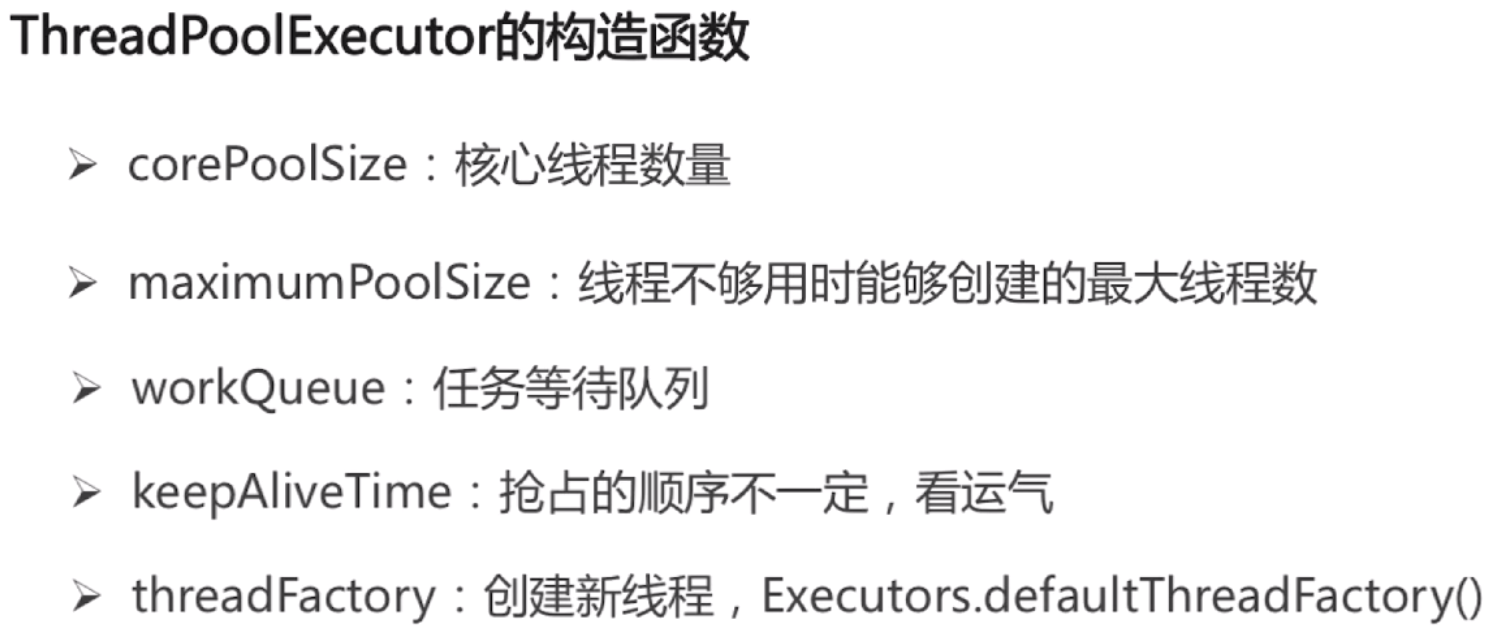 ThreadPoolExecutor的构造函数
➢ corePoolSize：核心线程数量
➢ maximumPoolSize：线程不够用时能够创建的最大线程数
➢ workQueue：任务等待队列
➢ keepAliveTime：抢占的顺序不一定，看运气
➢ threadFactory：创建新线程，Executors.defaultThreadFactory()